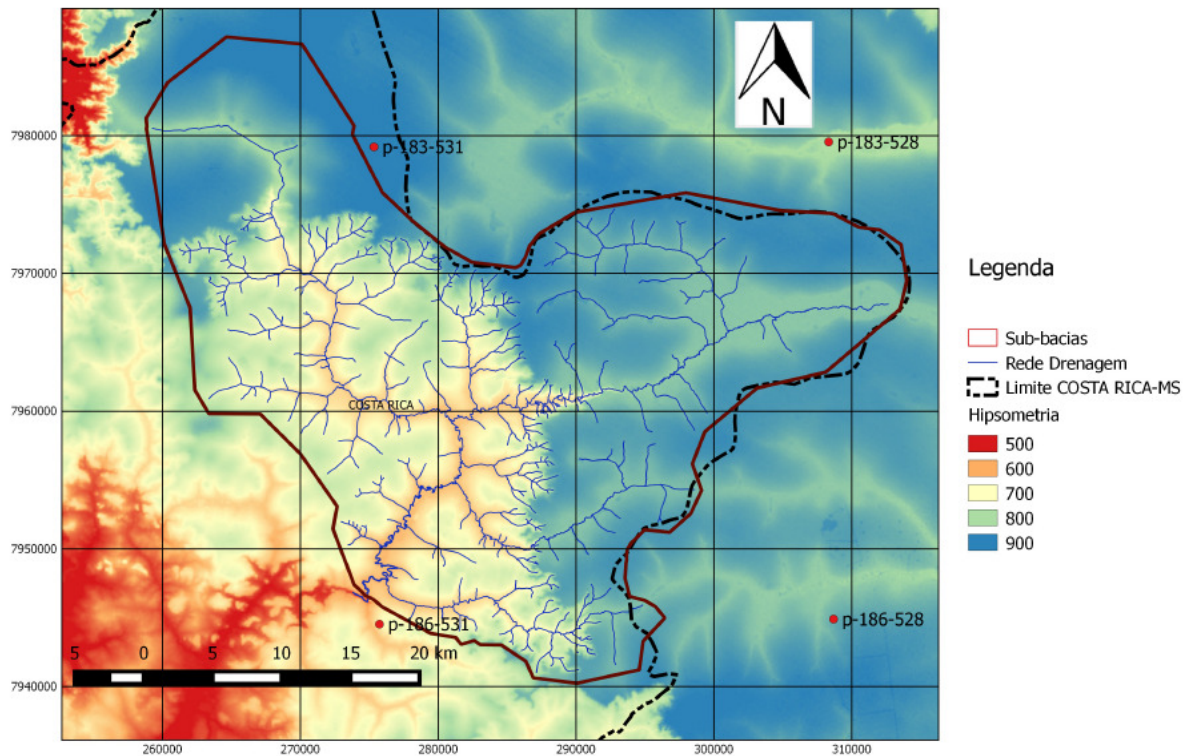 N
7980000
p-183-531
p-183-528
7970000
7960000
COSTA RICA
7950000
p-186-531
p-186-528
5 0 5 10 15 20 km
7940000
260000 270000 280000 290000 300000 310000
Legenda
Sub-bacias
Rede Drenagem
Limite COSTA RICA-MS
Hipsometria
500
600
700
800
900